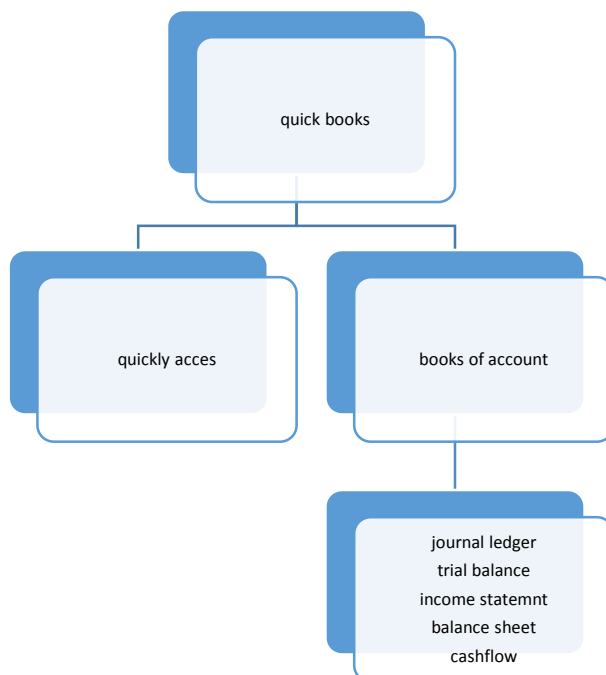 quick books
quickly acces
books of account
journal ledger
trial balance
income statemnt
balance sheet
cashflow